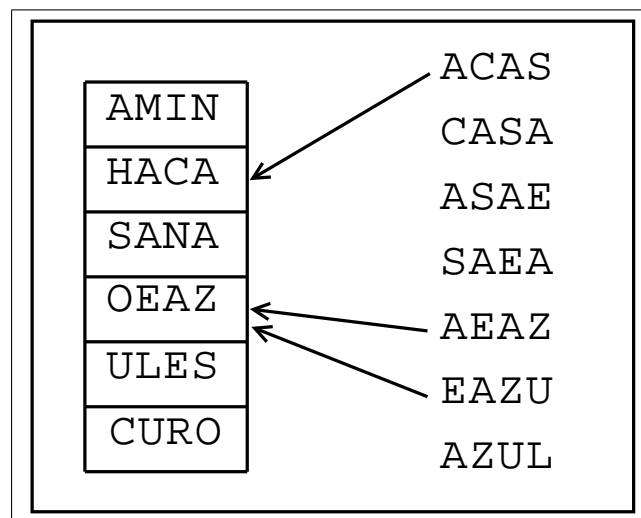 AMIN
HACA
SANA
OEAZ
ULES
CURO
ACAS
CASA
ASAE
SAEA
AEAZ
EAZU
AZUL